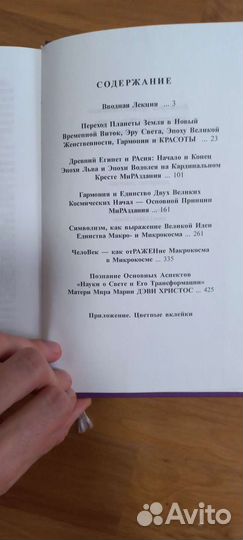 СОДЕРЖАНИЕ
Вводная Лекция ... 3
Переход Планеты Земля в Новый
Временной Виток, Эру Света, Эпоху Великой
Женственности, Гармонии и КРАСОТЫ ... 23
Древний Египет и РАсия: Начало и Конец
Эпохи Льва и Эпохи Водолея на Кардинальном
Кресте МиРАздания ... 101
Гармония и Единство Двух Великих
Космических Начал — Основной Принцип
МиРАздания ... 161
Символизм, как выражение Великой Идеи
Единства Макро- и Микрокосма ... 261
ЧелоВек — как отРАЖЕНие Макрокосма
в Микрокосме ... 335
Познание Основных Аспектов
«Науки о Свете и Его Трансформации»
Матери Мира Марии ДЭВИ ХРИСТОС ... 425
Приложение. Цветные вклейки
Avito